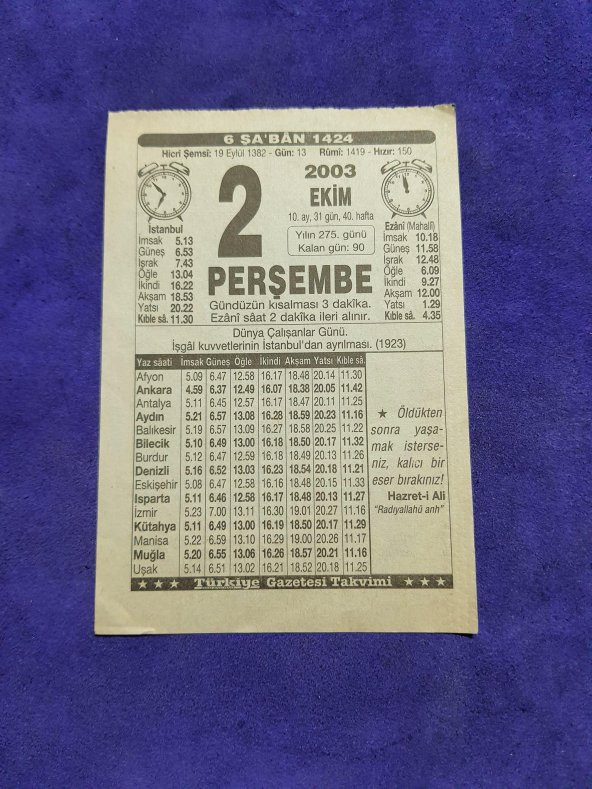 6 ŞA'BÂN 1424
Hicrî Şemsî: 19 Eylül 1382 - Gün: 13 Rûmî: 1419 - Hızır: 150
2
2003
EKİM
10. ay, 31 gün, 40. hafta
Yılın 275. günü
Kalan gün: 90
PERŞEMBE
Gündüzün kısalması 3 dakîka.
Ezânî sâat 2 dakîka ileri alınır.
İstanbul
İmsak 5.13
Güneş 6.53
İşrak 7.43
Öğle 13.04
İkindi 16.22
Akşam 18.53
Yatsı 20.22
Kıble sâ. 11.30
Ezânî (Mahallî)
İmsak 10.18
Güneş 11.58
İşrak 12.48
Öğle 6.09
İkindi 9.27
Akşam 12.00
Yatsı 1.29
Kıble sâ. 4.35
Dünya Çalışanlar Günü.
İşgâl kuvvetlerinin İstanbul'dan ayrılması. (1923)
Yaz sâati İmsak Güneş Öğle İkindi Akşam Yatsı Kıble sâ.
Afyon 5.09 6.47 12.58 16.17 18.48 20.14 11.30
Ankara 4.59 6.37 12.49 16.07 18.38 20.05 11.42
Antalya 5.11 6.45 12.57 16.17 18.47 20.11 11.25
Aydın 5.21 6.57 13.08 16.28 18.59 20.23 11.16
Balıkesir 5.19 6.57 13.09 16.27 18.58 20.25 11.22
Bilecik 5.10 6.49 13.00 16.18 18.50 20.17 11.32
Burdur 5.12 6.47 12.59 16.18 18.49 20.13 11.26
Denizli 5.16 6.52 13.03 16.23 18.54 20.18 11.21
Eskişehir 5.08 6.47 12.58 16.16 18.48 20.15 11.33
Isparta 5.11 6.46 12.58 16.17 18.48 20.13 11.27
İzmir 5.23 7.00 13.11 16.30 19.01 20.27 11.16
Kütahya 5.11 6.49 13.00 16.19 18.50 20.17 11.29
Manisa 5.22 6.59 13.10 16.29 19.00 20.26 11.17
Muğla 5.20 6.55 13.06 16.26 18.57 20.21 11.16
Uşak 5.14 6.51 13.02 16.21 18.52 20.18 11.25
★ Öldükten
sonra yaşa-
mak isterse-
niz, kalıcı bir
eser bırakınız!
Hazret-i Ali
"Radıyallahü anh"
★ ★ ★ Türkiye Gazetesi Takvimi ★ ★ ★